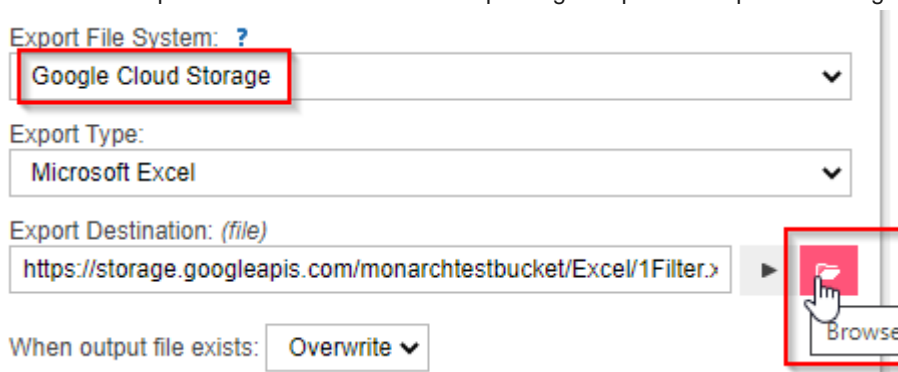 Export File System: ?
Google Cloud Storage
Export Type:
Microsoft Excel
Export Destination: (file)
https://storage.googleapis.com/monarchtestbucket/Excel/1Filter.x
Browse
When output file exists: Overwrite